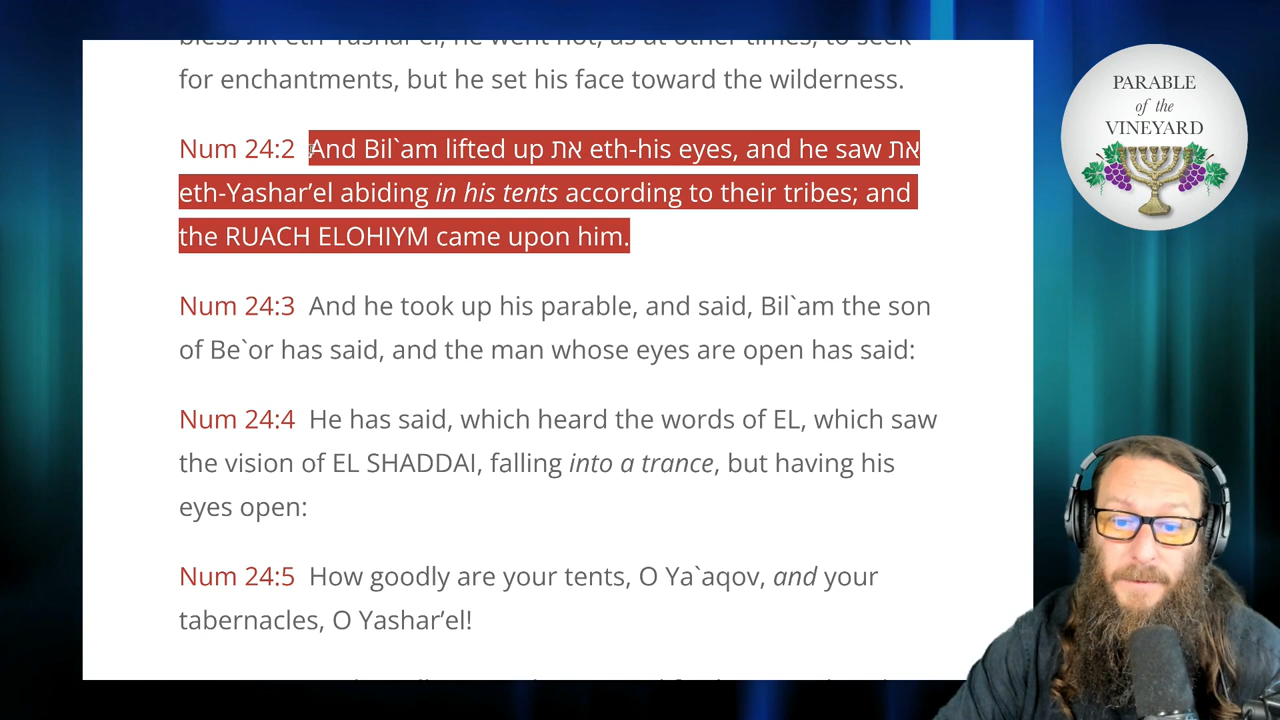 for enchantments, but he set his face toward the wilderness.
Num 24:2 And Bil`am lifted up את eth-his eyes, and he saw את
eth-Yashar’el abiding in his tents according to their tribes; and
the RUACH ELOHIYM came upon him.
Num 24:3 And he took up his parable, and said, Bil`am the son
of Be`or has said, and the man whose eyes are open has said:
Num 24:4 He has said, which heard the words of EL, which saw
the vision of EL SHADDAI, falling into a trance, but having his
eyes open:
Num 24:5 How goodly are your tents, O Ya`aqov, and your
tabernacles, O Yashar’el!
PARABLE
of the
VINEYARD